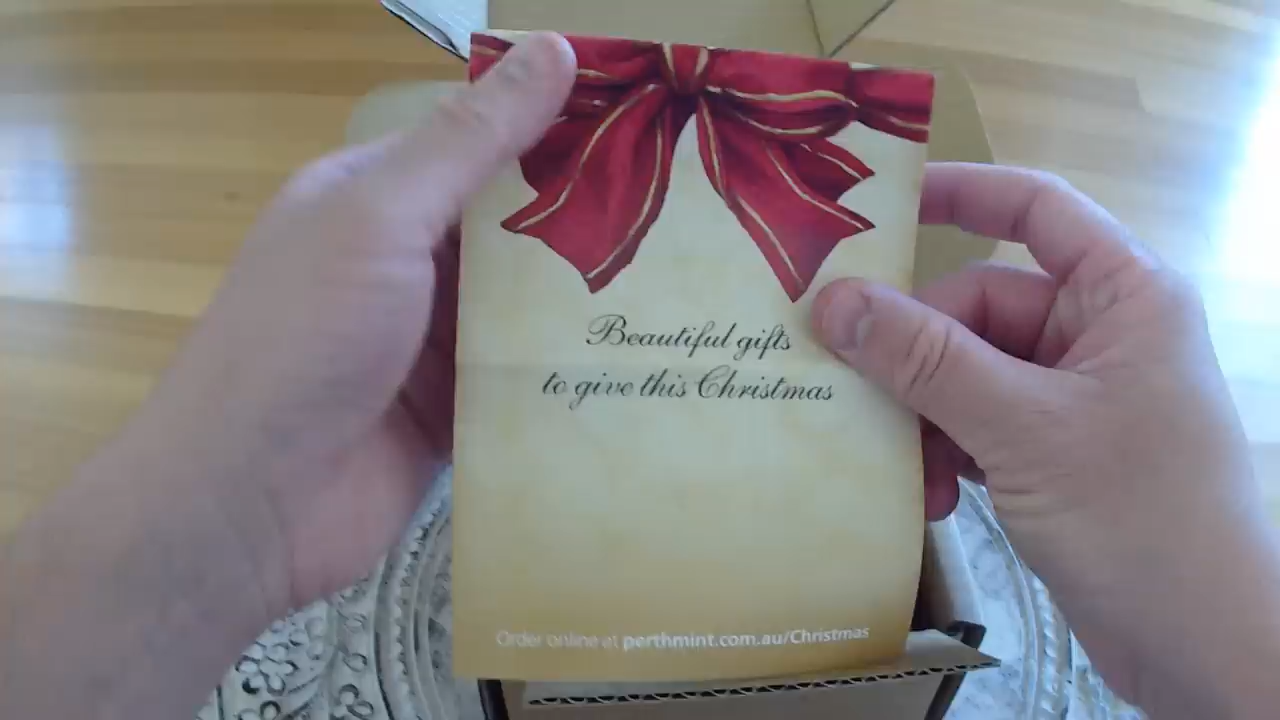 Beautiful gifts
to give this Christmas
Order online at perthmint.com.au/Christmas